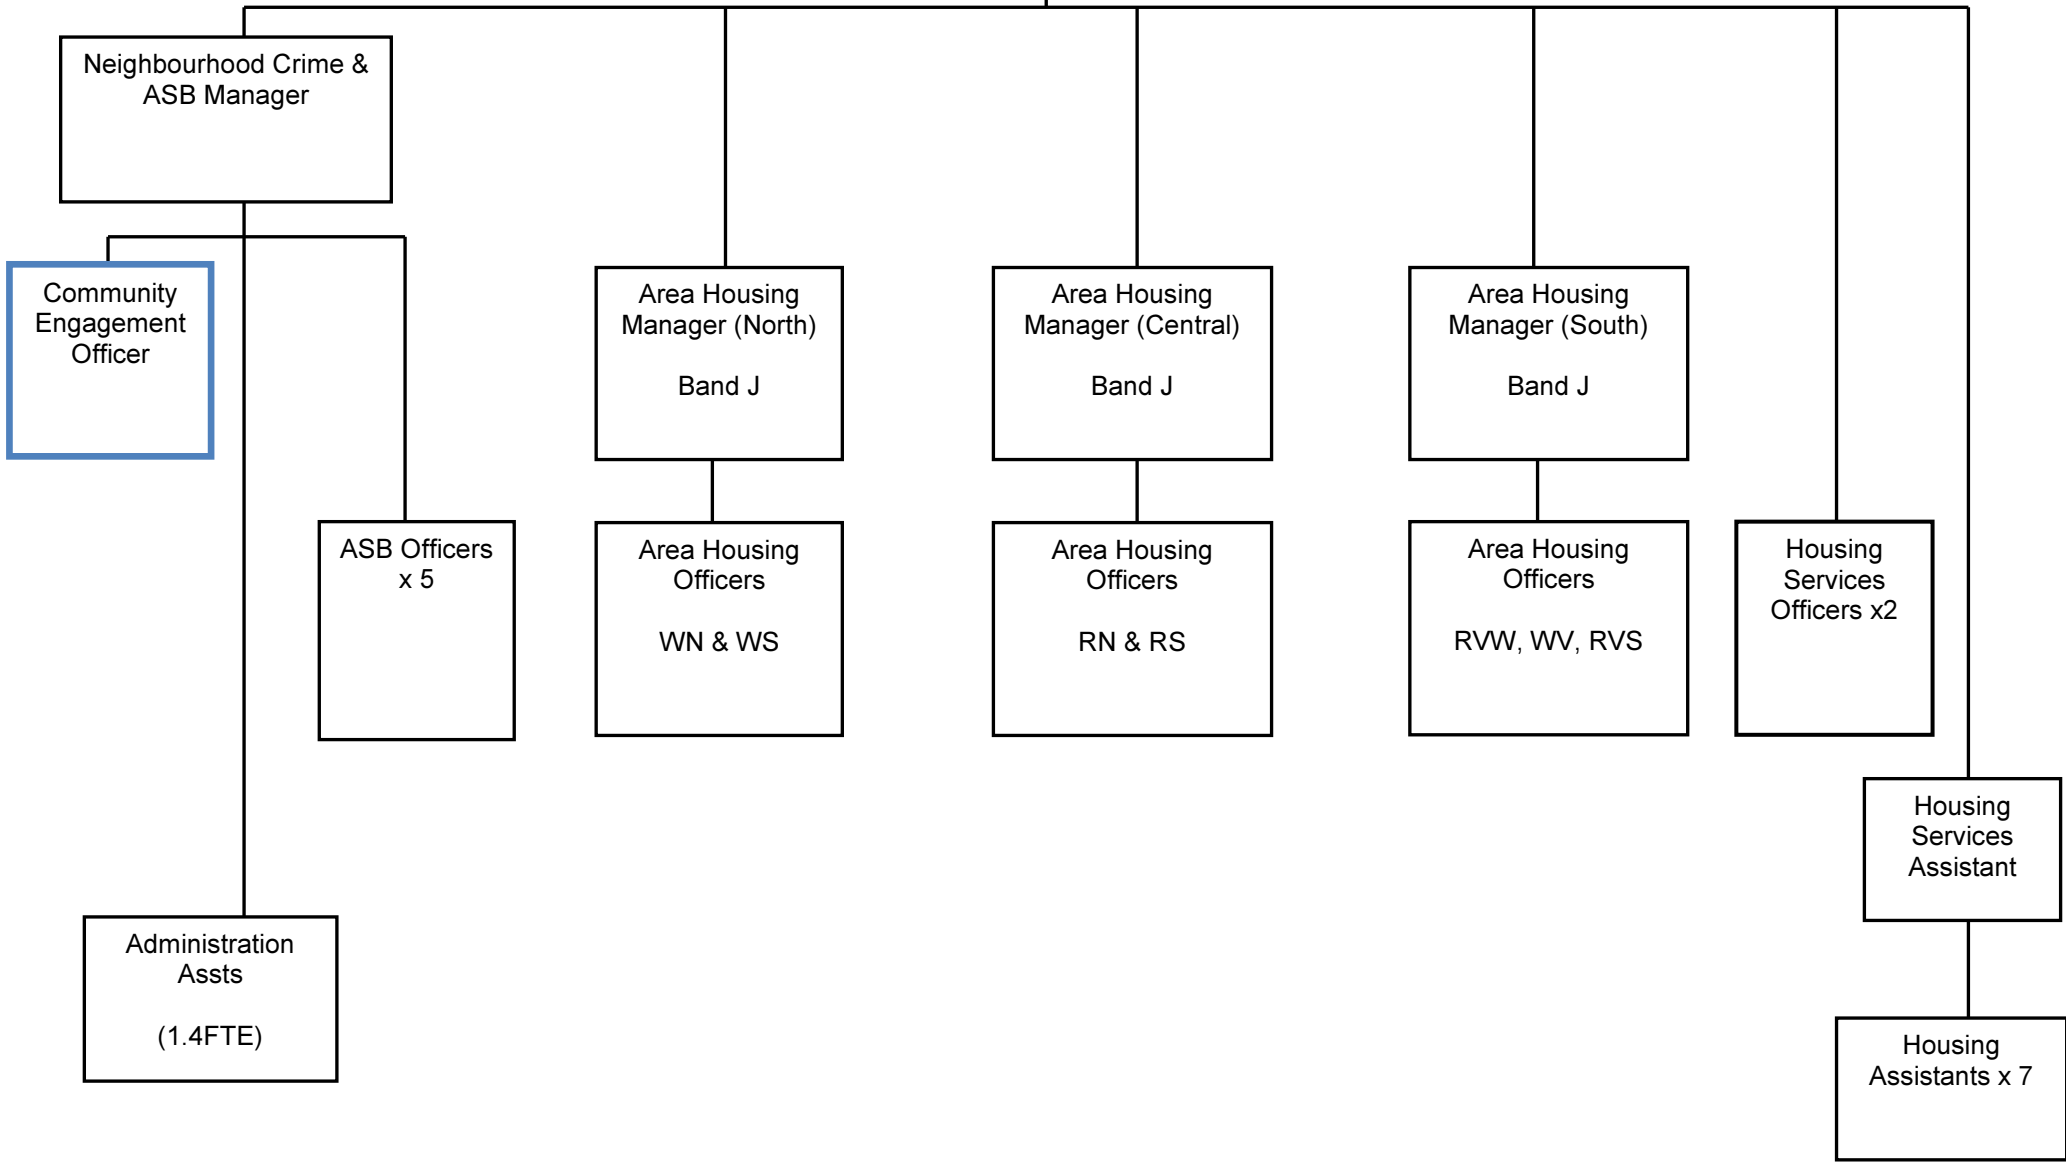 Neighbourhood Crime &
ASB Manager
Community
Engagement
Officer
Area Housing
Manager (North)
Band J
Area Housing
Manager (Central)
Band J
Area Housing
Manager (South)
Band J
ASB Officers
x 5
Area Housing
Officers
WN & WS
Area Housing
Officers
RN & RS
Area Housing
Officers
RVW, WV, RVS
Housing
Services
Officers x2
Housing
Services
Assistant
Administration
Assts
(1.4FTE)
Housing
Assistants x 7